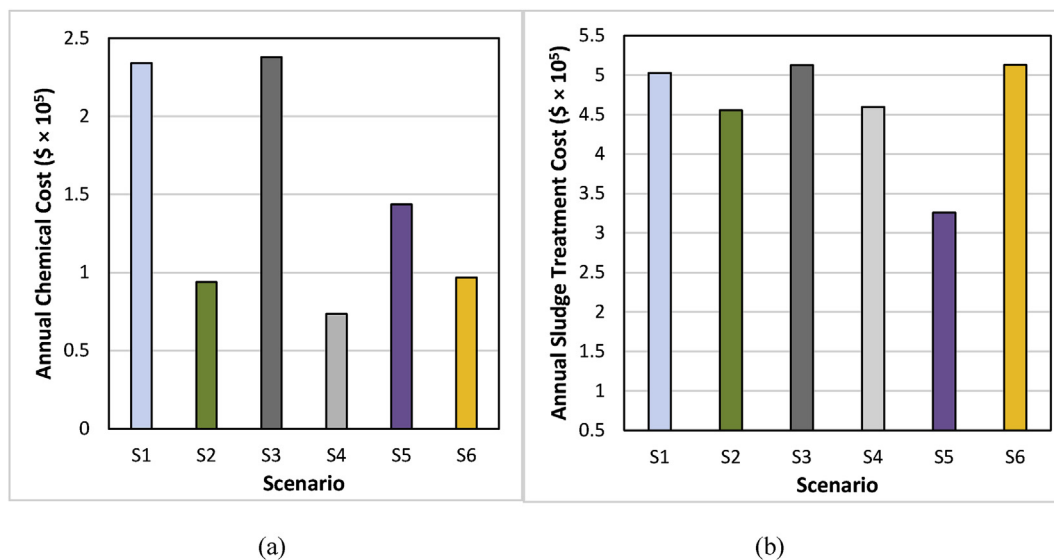 Annual Chemical Cost ($ × 10⁵)
2.5
2
1.5
1
0.5
0
S1 S2 S3 S4 S5 S6
Scenario
(a)
Annual Sludge Treatment Cost ($ × 10⁵)
5.5
5
4.5
4
3.5
3
2.5
2
1.5
1
0.5
S1 S2 S3 S4 S5 S6
Scenario
(b)